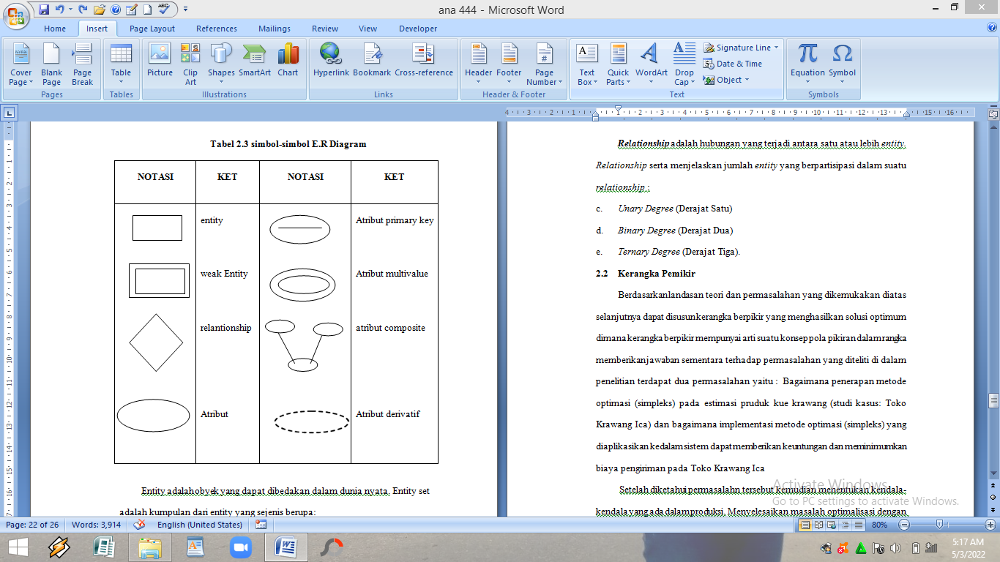 ana 444 - Microsoft Word
Home Insert Page Layout References Mailings Review View Developer
Cover Page Blank Page Page Break Table Picture Clip Art Shapes SmartArt Chart Hyperlink Bookmark Cross-reference Header Footer Page Number Text Box Quick Parts WordArt Drop Cap Signature Line Date & Time Object Equation Symbol
Pages Tables Illustrations Links Header & Footer Text Symbols
Tabel 2.3 simbol-simbol E.R Diagram
NOTASI KET NOTASI KET
entity Atribut primary key
weak Entity Atribut multivalue
relantionship atribut composite
Atribut Atribut derivatif
Entity adalah obyek yang dapat dibedakan dalam dunia nyata. Entity set
adalah kumpulan dari entity yang sejenis berupa:
Relationship adalah hubungan yang terjadi antara satu atau lebih entity.
Relationship serta menjelaskan jumlah entity yang berpartisipasi dalam suatu
relationship :
c. Unary Degree (Derajat Satu)
d. Binary Degree (Derajat Dua)
e. Ternary Degree (Derajat Tiga).
2.2 Kerangka Pemikir
Berdasarkan landasan teori dan permasalahan yang dikemukakan diatas
selanjutnya dapat disusun kerangka berpikir yang menghasilkan solusi optimum
dimana kerangka berpikir mempunyai arti suatu konsep pola pikiran dalam rangka
memberikan jawaban sementara terhadap permasalahan yang diteliti di dalam
penelitian terdapat dua permasalahan yaitu : Bagaimana penerapan metode
optimasi (simpleks) pada estimasi pruduk kue krawang (studi kasus: Toko
Krawang Ica) dan bagaimana implementasi metode optimasi (simpleks) yang
diaplikasikan kedalam sistem dapat memberikan keuntungan dan meminimumkan
biaya pengiriman pada Toko Krawang Ica
Setelah diketahui permasalahn tersebut kemudian menentukan kendala-
kendala yang ada dalam produksi. Menyelesaikan masalah optimalisasi dengan
Activate Windows
Go to PC settings to activate Windows.
Page: 22 of 26 Words: 3,914 English (United States) 80%
5:17 AM
5/3/2022